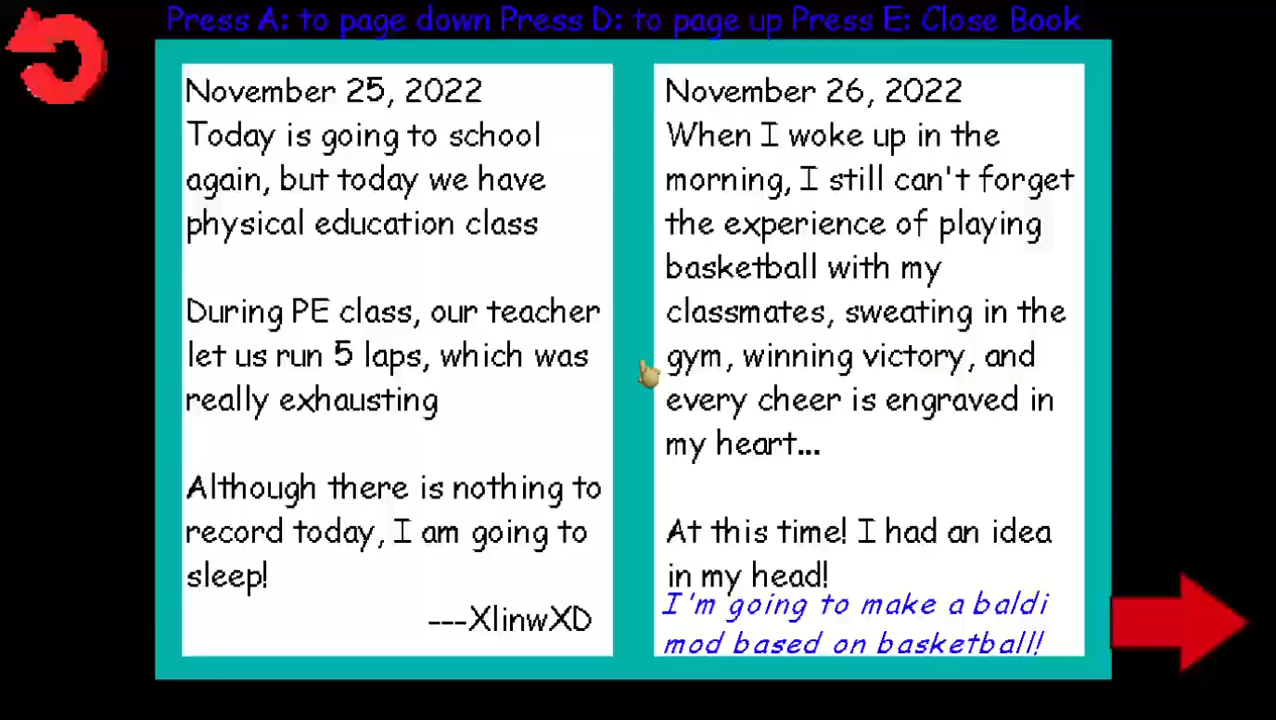 Press A: to page down Press D: to page up Press E: Close Book
November 25, 2022
Today is going to school
again, but today we have
physical education class
During PE class, our teacher
let us run 5 laps, which was
really exhausting
Although there is nothing to
record today, I am going to
sleep!
---XlinwXD
November 26, 2022
When I woke up in the
morning, I still can't forget
the experience of playing
basketball with my
classmates, sweating in the
gym, winning victory, and
every cheer is engraved in
my heart...
At this time! I had an idea
in my head!
I'm going to make a baldi
mod based on basketball!